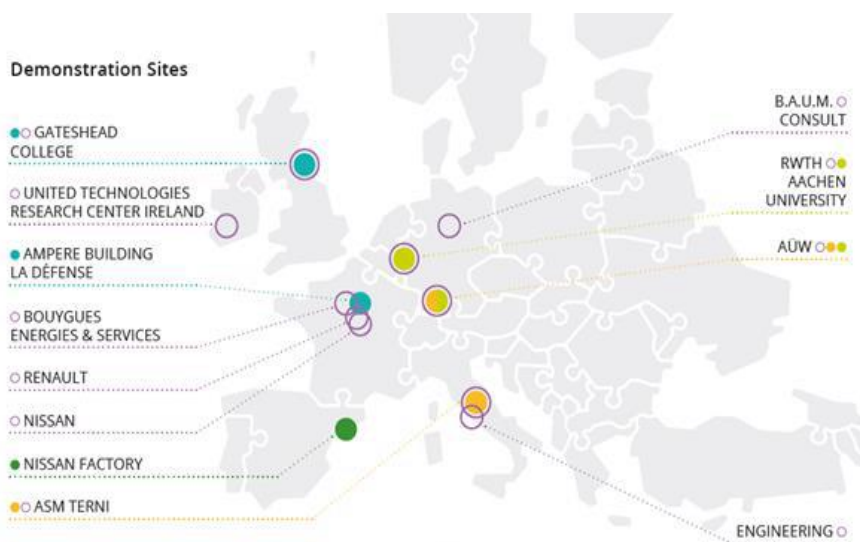 Demonstration Sites
GATESHEAD
COLLEGE
UNITED TECHNOLOGIES
RESEARCH CENTER IRELAND
AMPERE BUILDING
LA DÉFENSE
BOUYGUES
ENERGIES & SERVICES
RENAULT
NISSAN
NISSAN FACTORY
ASM TERNI
B.A.U.M.
CONSULT
RWTH
AACHEN
UNIVERSITY
AÜW
ENGINEERING